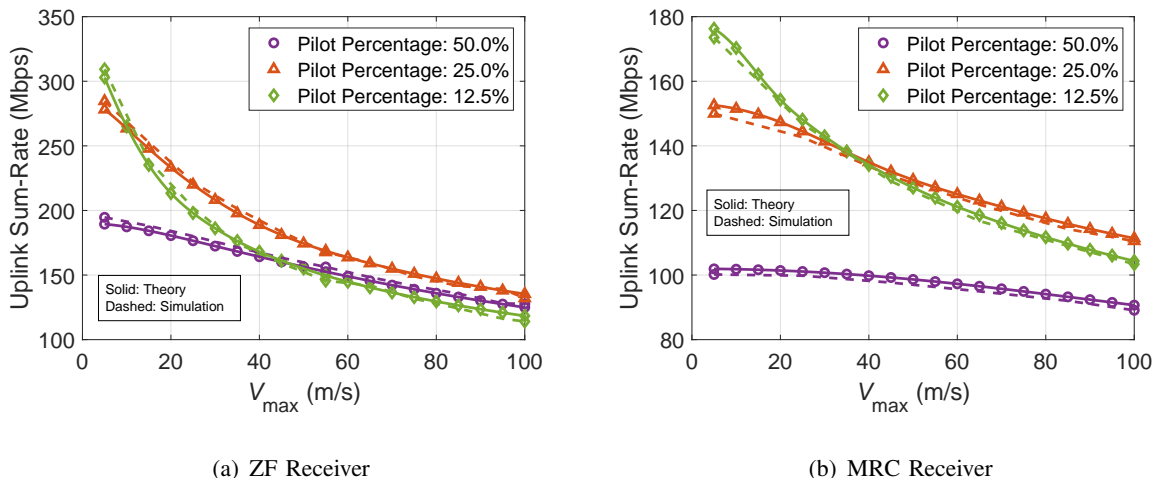 350
300
250
200
150
100
0
20
40
60
80
100
Uplink Sum-Rate (Mbps)
V_max (m/s)
Pilot Percentage: 50.0%
Pilot Percentage: 25.0%
Pilot Percentage: 12.5%
Solid: Theory
Dashed: Simulation
(a) ZF Receiver
180
160
140
120
100
80
0
20
40
60
80
100
Uplink Sum-Rate (Mbps)
V_max (m/s)
Pilot Percentage: 50.0%
Pilot Percentage: 25.0%
Pilot Percentage: 12.5%
Solid: Theory
Dashed: Simulation
(b) MRC Receiver